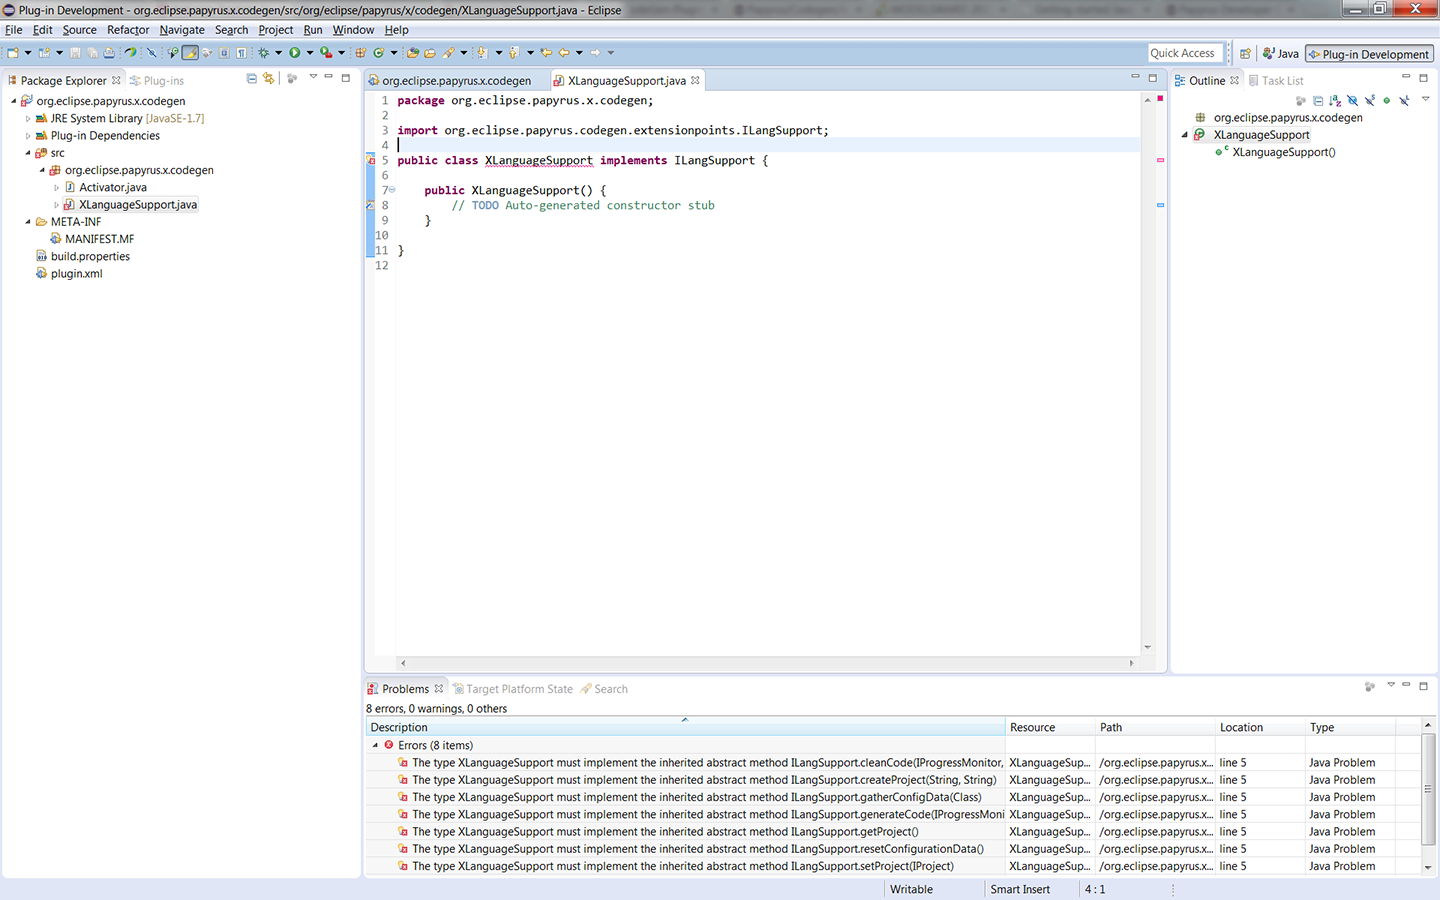 Plug-in Development - org.eclipse.papyrus.x.codegen/src/org/eclipse/papyrus/x/codegen/XLanguageSupport.java - Eclipse
File Edit Source Refactor Navigate Search Project Run Window Help
Quick Access Java Plug-in Development
Package Explorer Plug-ins
org.eclipse.papyrus.x.codegen
JRE System Library [JavaSE-1.7]
Plug-in Dependencies
src
org.eclipse.papyrus.x.codegen
Activator.java
XLanguageSupport.java
META-INF
MANIFEST.MF
build.properties
plugin.xml
org.eclipse.papyrus.x.codegen XLanguageSupport.java
1 package org.eclipse.papyrus.x.codegen;
2
3 import org.eclipse.papyrus.codegen.extensionpoints.ILangSupport;
4
5 public class XLanguageSupport implements ILangSupport {
6
7 public XLanguageSupport() {
8 // TODO Auto-generated constructor stub
9 }
10
11 }
12
Outline Task List
org.eclipse.papyrus.x.codegen
XLanguageSupport
XLanguageSupport()
Problems Target Platform State Search
8 errors, 0 warnings, 0 others
Description Resource Path Location Type
Errors (8 items)
The type XLanguageSupport must implement the inherited abstract method ILangSupport.cleanCode(IProgressMonitor, XLanguageSup... /org.eclipse.papyrus.x... line 5 Java Problem
The type XLanguageSupport must implement the inherited abstract method ILangSupport.createProject(String, String) XLanguageSup... /org.eclipse.papyrus.x... line 5 Java Problem
The type XLanguageSupport must implement the inherited abstract method ILangSupport.gatherConfigData(Class) XLanguageSup... /org.eclipse.papyrus.x... line 5 Java Problem
The type XLanguageSupport must implement the inherited abstract method ILangSupport.generateCode(IProgressMoni XLanguageSup... /org.eclipse.papyrus.x... line 5 Java Problem
The type XLanguageSupport must implement the inherited abstract method ILangSupport.getProject() XLanguageSup... /org.eclipse.papyrus.x... line 5 Java Problem
The type XLanguageSupport must implement the inherited abstract method ILangSupport.resetConfigurationData() XLanguageSup... /org.eclipse.papyrus.x... line 5 Java Problem
The type XLanguageSupport must implement the inherited abstract method ILangSupport.setProject(IProject) XLanguageSup... /org.eclipse.papyrus.x... line 5 Java Problem
Writable Smart Insert 4 : 1